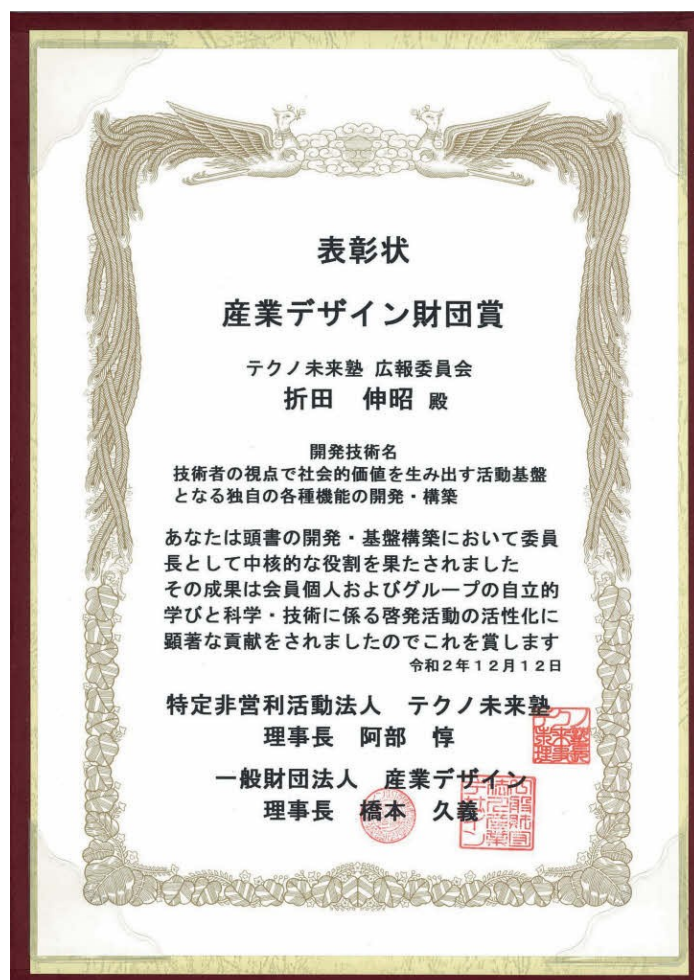 表彰状
産業デザイン財団賞
テクノ未来塾 広報委員会
折田 伸昭 殿
開発技術名
技術者の視点で社会的価値を生み出す活動基盤
となる独自の各種機能の開発・構築
あなたは頭書の開発・基盤構築において委員
長として中核的な役割を果たされました
その成果は会員個人およびグループの自立的
学びと科学・技術に係る啓発活動の活性化に
顕著な貢献をされましたのでこれを賞します
令和2年12月12日
特定非営利活動法人 テクノ未来塾
理事長 阿部 惇
一般財団法人 産業デザイン
理事長 橋本 久義